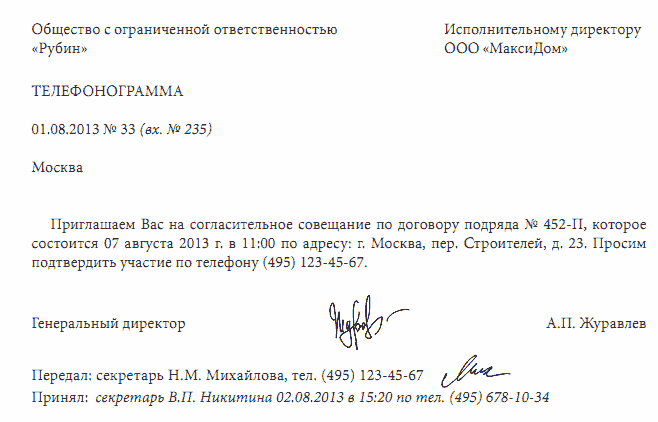 Общество с ограниченной ответственностью
«Рубин»
Исполнительному директору
ООО «МаксиДом»
ТЕЛЕФОНОГРАММА
01.08.2013 № 33 (вх. № 235)
Москва
Приглашаем Вас на согласительное совещание по договору подряда № 452-П, которое
состоится 07 августа 2013 г. в 11:00 по адресу: г. Москва, пер. Строителей, д. 23. Просим
подтвердить участие по телефону (495) 123-45-67.
Генеральный директор
А.П. Журавлев
Передал: секретарь Н.М. Михайлова, тел. (495) 123-45-67
Принял: секретарь В.П. Никитина 02.08.2013 в 15:20 по тел. (495) 678-10-34